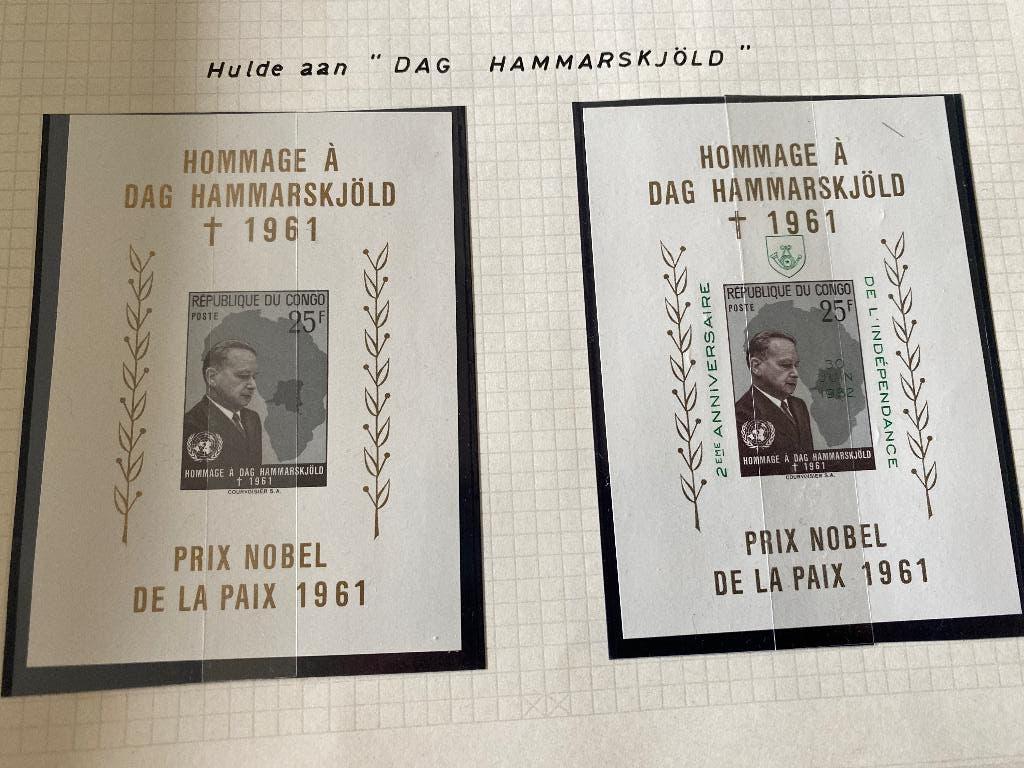 Hulde aan "DAG HAMMARSKJÖLD"
HOMMAGE À
DAG HAMMARSKJÖLD
† 1961
RÉPUBLIQUE DU CONGO
POSTE
25F
HOMMAGE À DAG HAMMARSKJÖLD
† 1961
COURVOISIER S.A.
PRIX NOBEL
DE LA PAIX 1961
HOMMAGE À
DAG HAMMARSKJÖLD
† 1961
2EME ANNIVERSAIRE
RÉPUBLIQUE DU CONGO
POSTE
25F
30
JUIN
1962
HOMMAGE À DAG HAMMARSKJÖLD
† 1961
COURVOISIER S.A.
DE L'INDÉPENDANCE
PRIX NOBEL
DE LA PAIX 1961